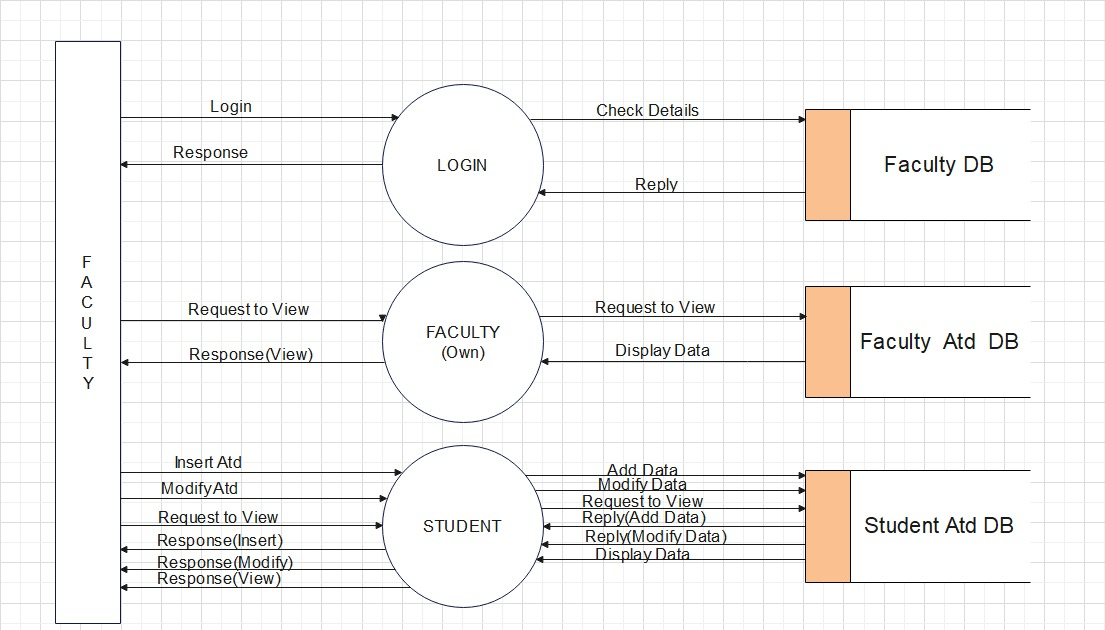 Login
Check Details
Response
LOGIN
Faculty DB
Reply
F
A
C
U
L
T
Y
Request to View
FACULTY
(Own)
Request to View
Faculty Atd DB
Response(View)
Display Data
Insert Atd
Modify Atd
Request to View
Response(Insert)
Response(Modify)
Response(View)
STUDENT
Add Data
Modify Data
Request to View
Reply(Add Data)
Reply(Modify Data)
Display Data
Student Atd DB